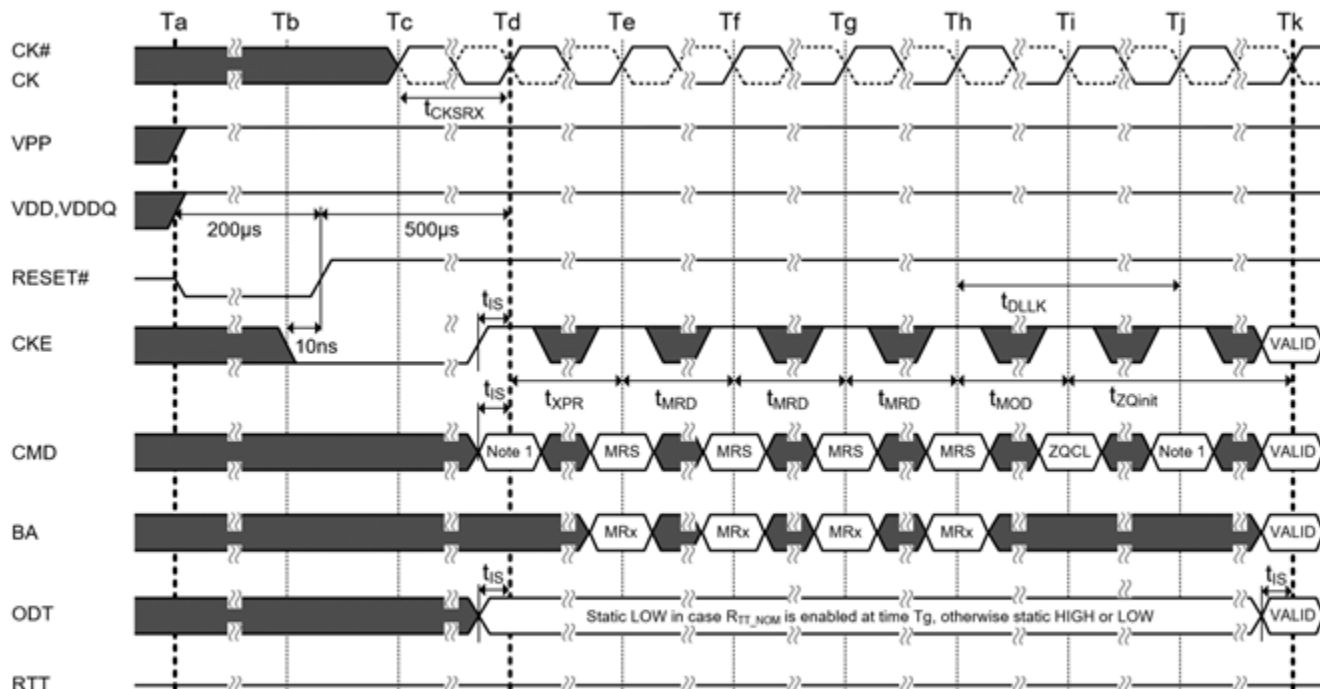 Ta Tb Tc Td Te Tf Tg Th Ti Tj Tk
CK#
CK
tCKSRX
VPP
VDD,VDDQ
200µs 500µs
RESET#
tIS tDLLK
CKE 10ns VALID
tIS tXPR tMRD tMRD tMRD tMOD tZQinit
CMD Note 1 MRS MRS MRS MRS ZQCL Note 1 VALID
BA MRx MRx MRx MRx VALID
tIS tIS
ODT Static LOW in case RTT_NOM is enabled at time Tg, otherwise static HIGH or LOW VALID
RTT